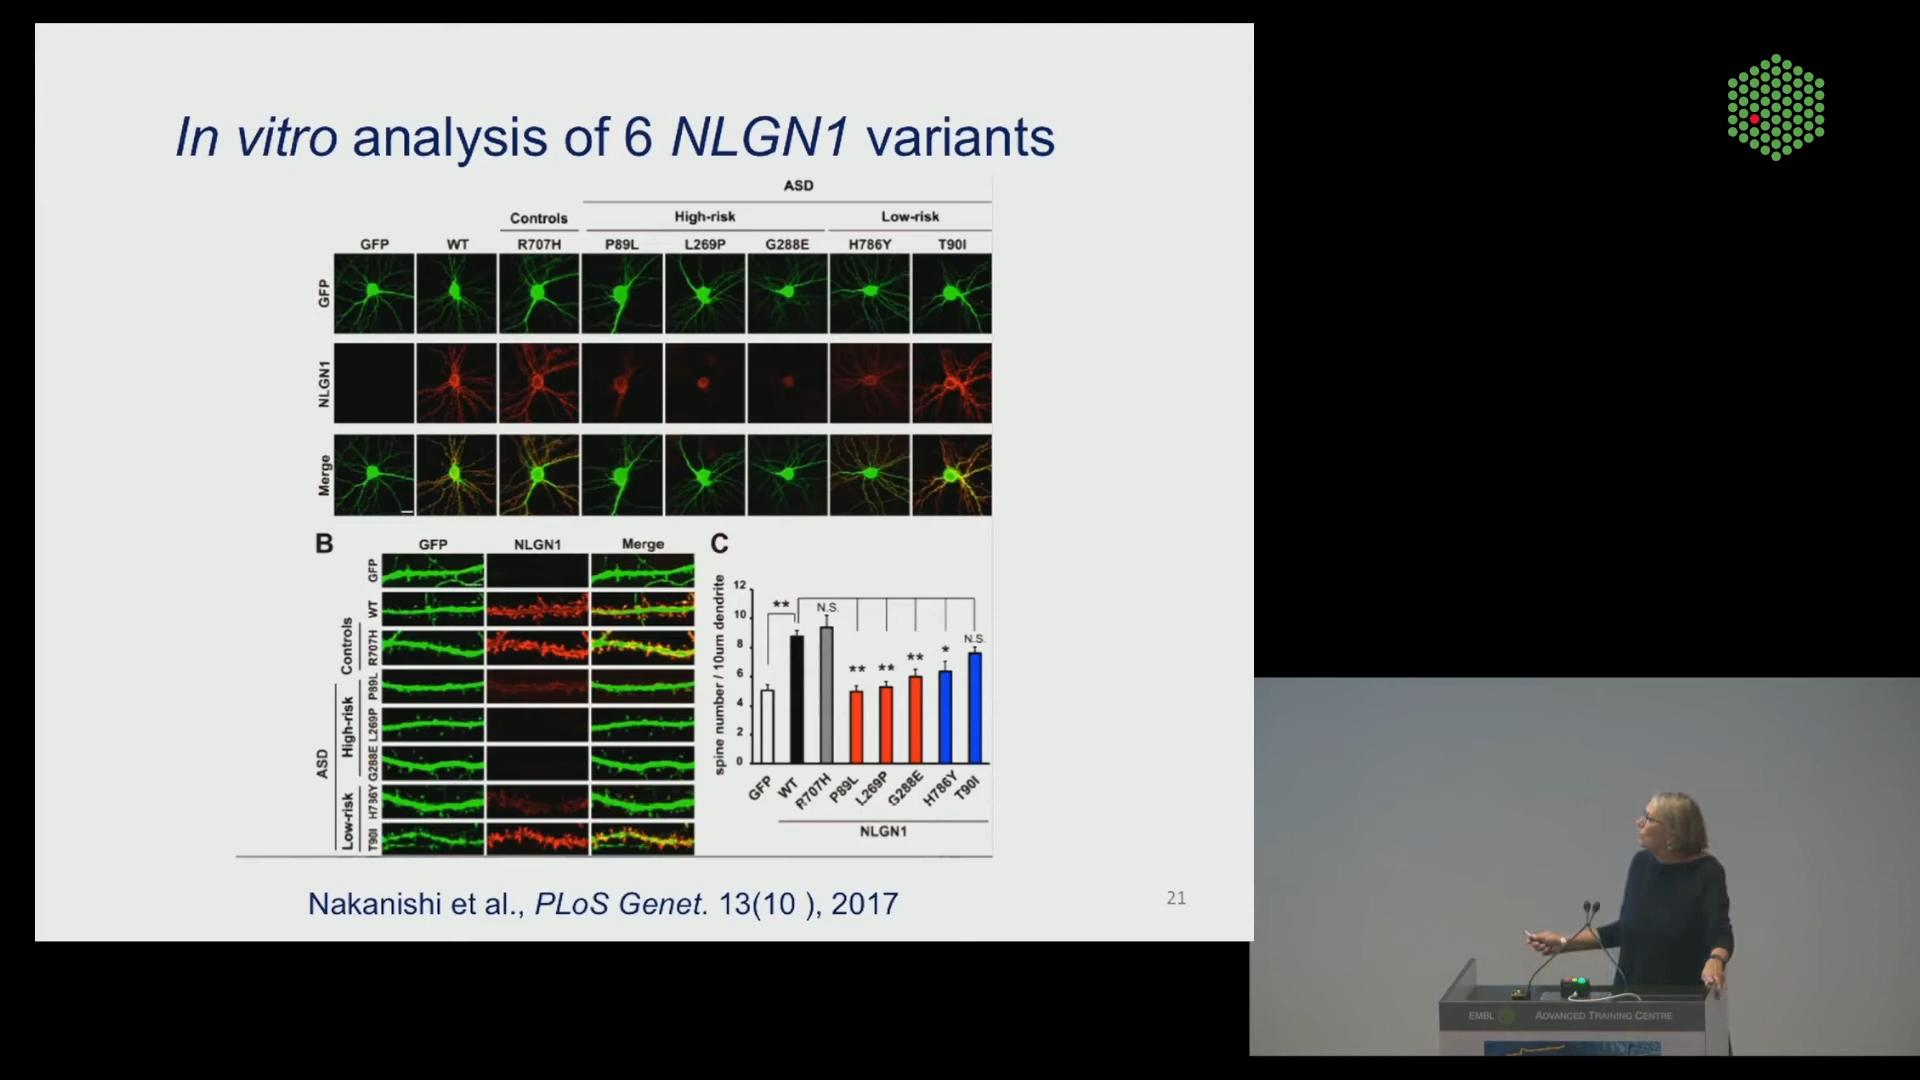 In vitro analysis of 6 NLGN1 variants
ASD
Controls High-risk Low-risk
GFP WT R707H P89L L269P G288E H786Y T90I
GFP
NLGN1
Merge
B
GFP NLGN1 Merge
GFP
WT
R707H
P89L
L269P
G288E
H786Y
T90I
Controls
High-risk
Low-risk
ASD
C
spine number / 10um dendrite
12
10
8
6
4
2
0
**
N.S.
**
**
**
*
N.S.
GFP WT R707H P89L L269P G288E H786Y T90I
NLGN1
Nakanishi et al., PLoS Genet. 13(10 ), 2017
21
EMBL ADVANCED TRAINING CENTRE